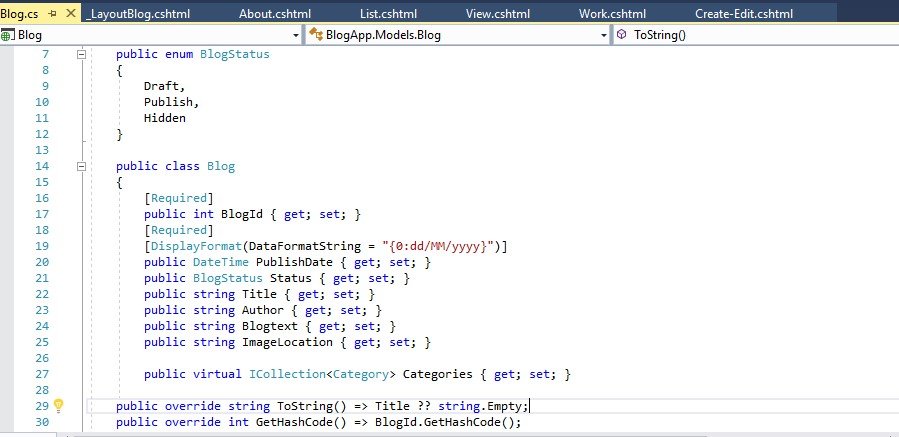 Blog.cs
_LayoutBlog.cshtml
About.cshtml
List.cshtml
View.cshtml
Work.cshtml
Create-Edit.cshtml
Blog
BlogApp.Models.Blog
ToString()
7 public enum BlogStatus
8 {
9 Draft,
10 Publish,
11 Hidden
12 }
13
14 public class Blog
15 {
16 [Required]
17 public int BlogId { get; set; }
18 [Required]
19 [DisplayFormat(DataFormatString = "{0:dd/MM/yyyy}")]
20 public DateTime PublishDate { get; set; }
21 public BlogStatus Status { get; set; }
22 public string Title { get; set; }
23 public string Author { get; set; }
24 public string Blogtext { get; set; }
25 public string ImageLocation { get; set; }
26
27 public virtual ICollection<Category> Categories { get; set; }
28
29 public override string ToString() => Title ?? string.Empty;
30 public override int GetHashCode() => BlogId.GetHashCode();